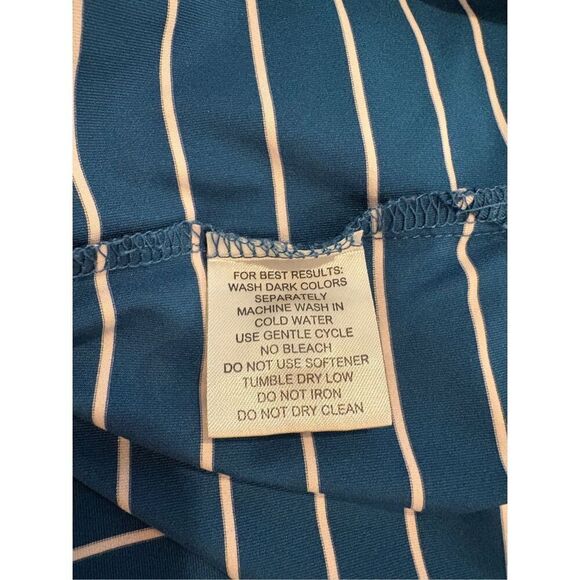 FOR BEST RESULTS:
WASH DARK COLORS
SEPARATELY
MACHINE WASH IN
COLD WATER
USE GENTLE CYCLE
NO BLEACH
DO NOT USE SOFTENER
TUMBLE DRY LOW
DO NOT IRON
DO NOT DRY CLEAN